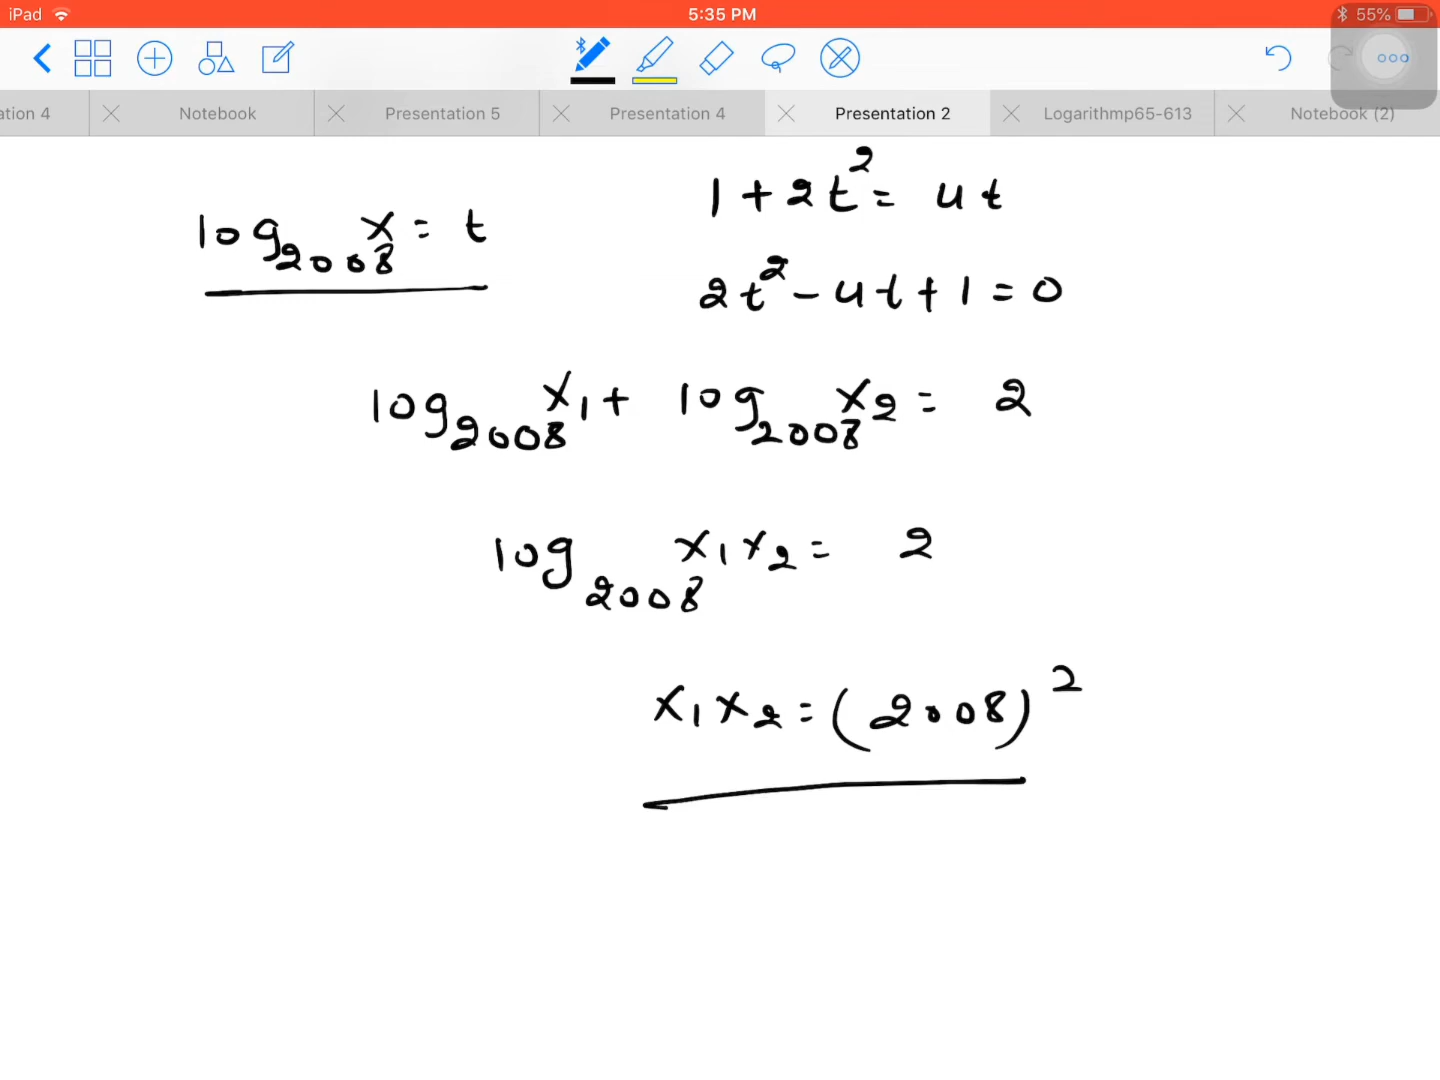 iPad 5:35 PM 55%
ation 4 Notebook Presentation 5 Presentation 4 Presentation 2 Logarithmp65-613 Notebook (2)
log₂₀₀₈ x = t
1 + 2t² = 4t
2t² - 4t + 1 = 0
log₂₀₀₈ x₁ + log₂₀₀₈ x₂ = 2
log₂₀₀₈ x₁x₂ = 2
x₁x₂ = (2008)²